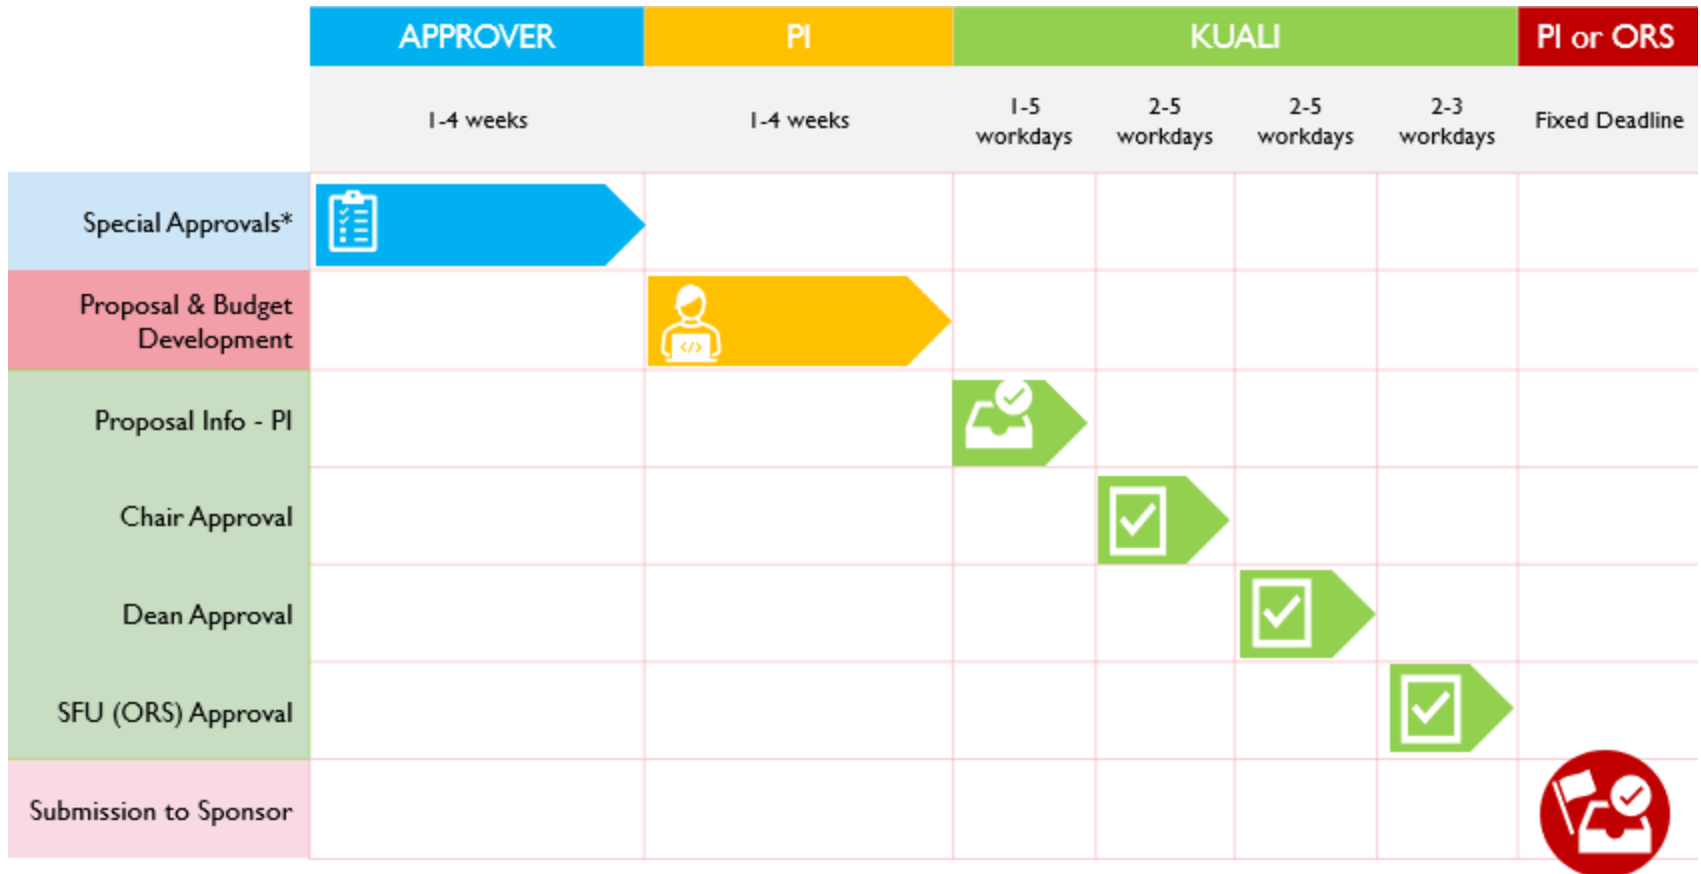 APPROVER PI KUALI PI or ORS
1-4 weeks 1-4 weeks 1-5 workdays 2-5 workdays 2-5 workdays 2-3 workdays Fixed Deadline
Special Approvals*
Proposal & Budget
Development
</>
Proposal Info - PI
Chair Approval
Dean Approval
SFU (ORS) Approval
Submission to Sponsor